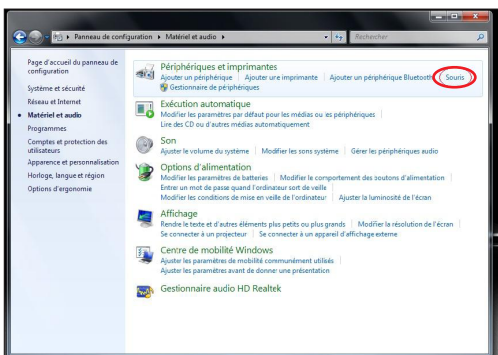 Panneau de configuration ▸ Matériel et audio ▸
Rechercher
Page d'accueil du panneau de
configuration
Système et sécurité
Réseau et Internet
Matériel et audio
Programmes
Comptes et protection des
utilisateurs
Apparence et personnalisation
Horloge, langue et région
Options d'ergonomie
Périphériques et imprimantes
Ajouter un périphérique | Ajouter une imprimante | Ajouter un périphérique Bluetooth | Souris
Gestionnaire de périphériques
Exécution automatique
Modifier les paramètres par défaut pour les médias ou les périphériques
Lire des CD ou d'autres médias automatiquement
Son
Ajuster le volume du système | Modifier les sons système | Gérer les périphériques audio
Options d'alimentation
Modifier les paramètres de batteries | Modifier le comportement des boutons d'alimentation
Entrer un mot de passe quand l'ordinateur sort de veille
Modifier les conditions de mise en veille de l'ordinateur | Ajuster la luminosité de l'écran
Affichage
Rendre le texte et d'autres éléments plus petits ou plus grands | Modifier la résolution de l'écran
Se connecter à un projecteur | Se connecter à un appareil d'affichage externe
Centre de mobilité Windows
Ajuster les paramètres de mobilité communément utilisés
Ajuster les paramètres avant de donner une présentation
Gestionnaire audio HD Realtek